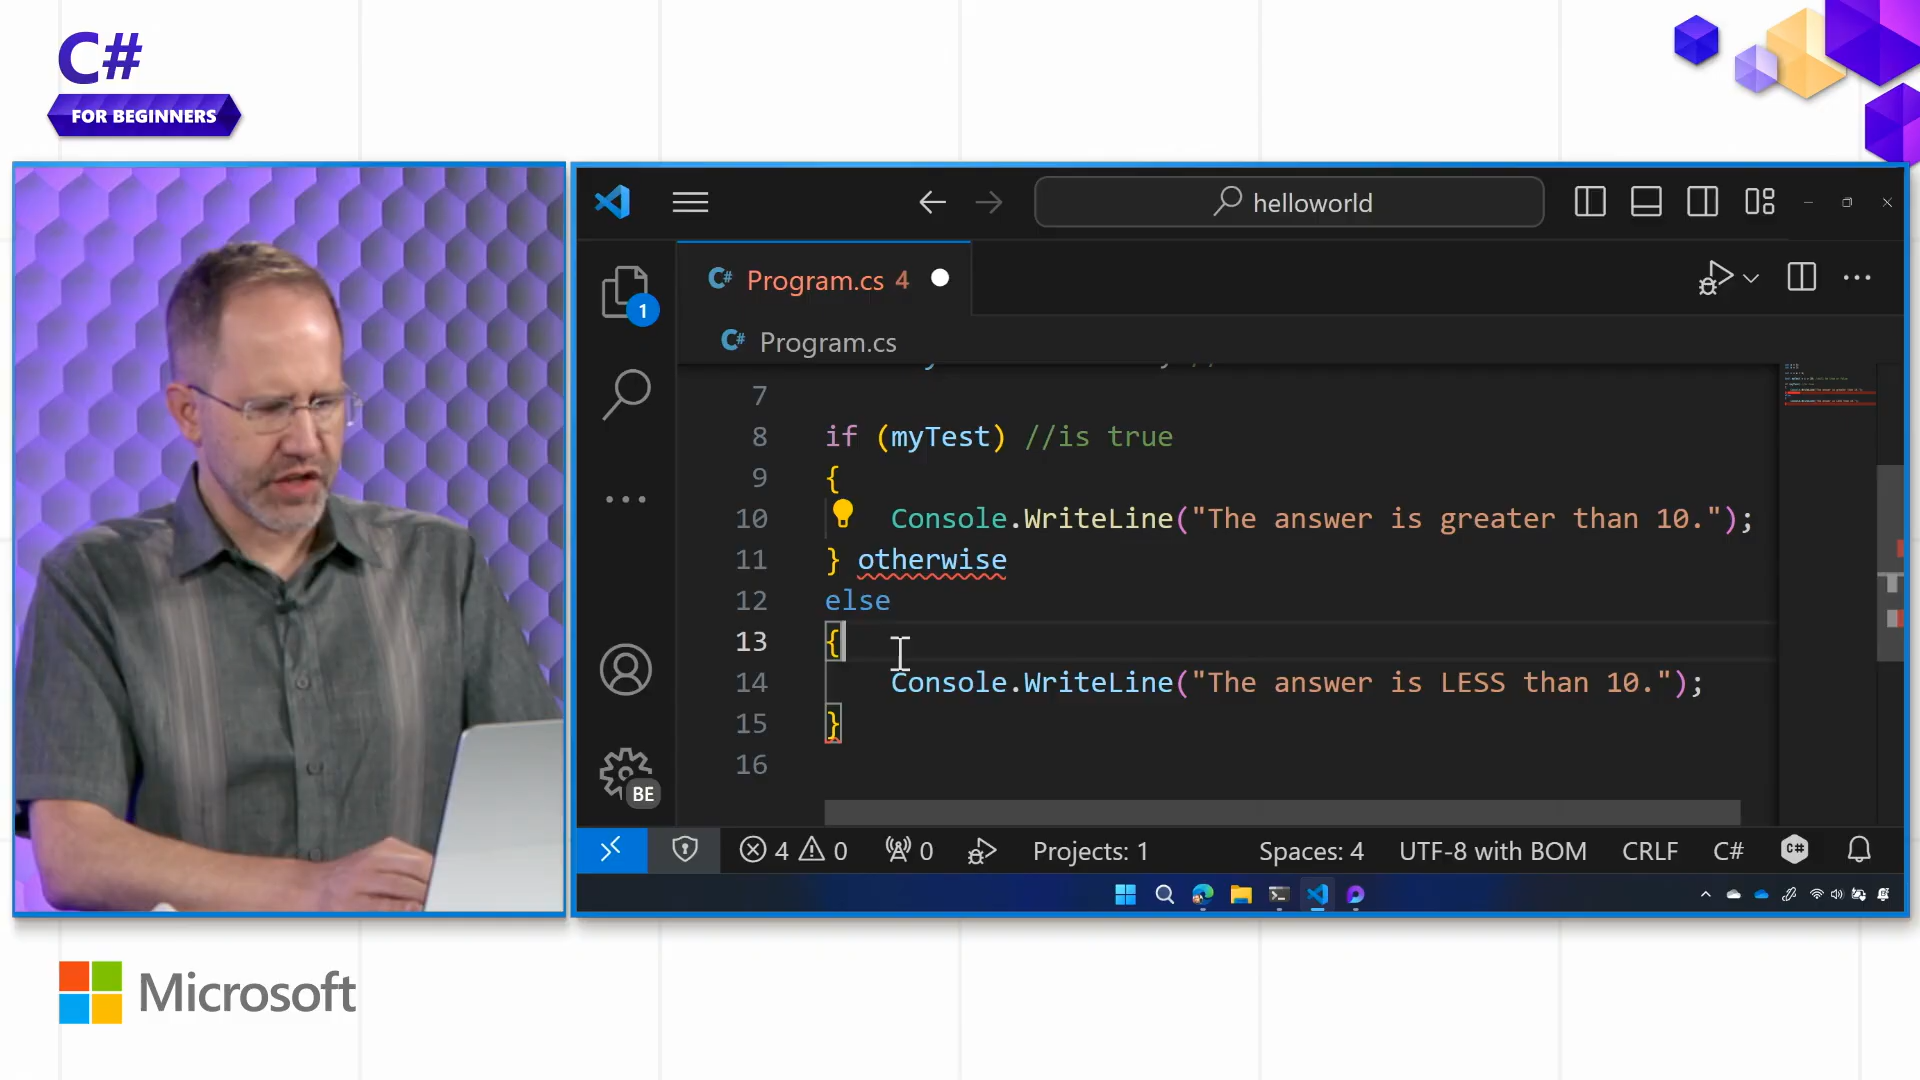 C#
FOR BEGINNERS
helloworld
C# Program.cs 4
C# Program.cs
7
8 if (myTest) //is true
9 {
10 Console.WriteLine("The answer is greater than 10.");
11 } otherwise
12 else
13 {
14 Console.WriteLine("The answer is LESS than 10.");
15 }
16
1
BE
4 0 0 Projects: 1 Spaces: 4 UTF-8 with BOM CRLF C# C#
Microsoft